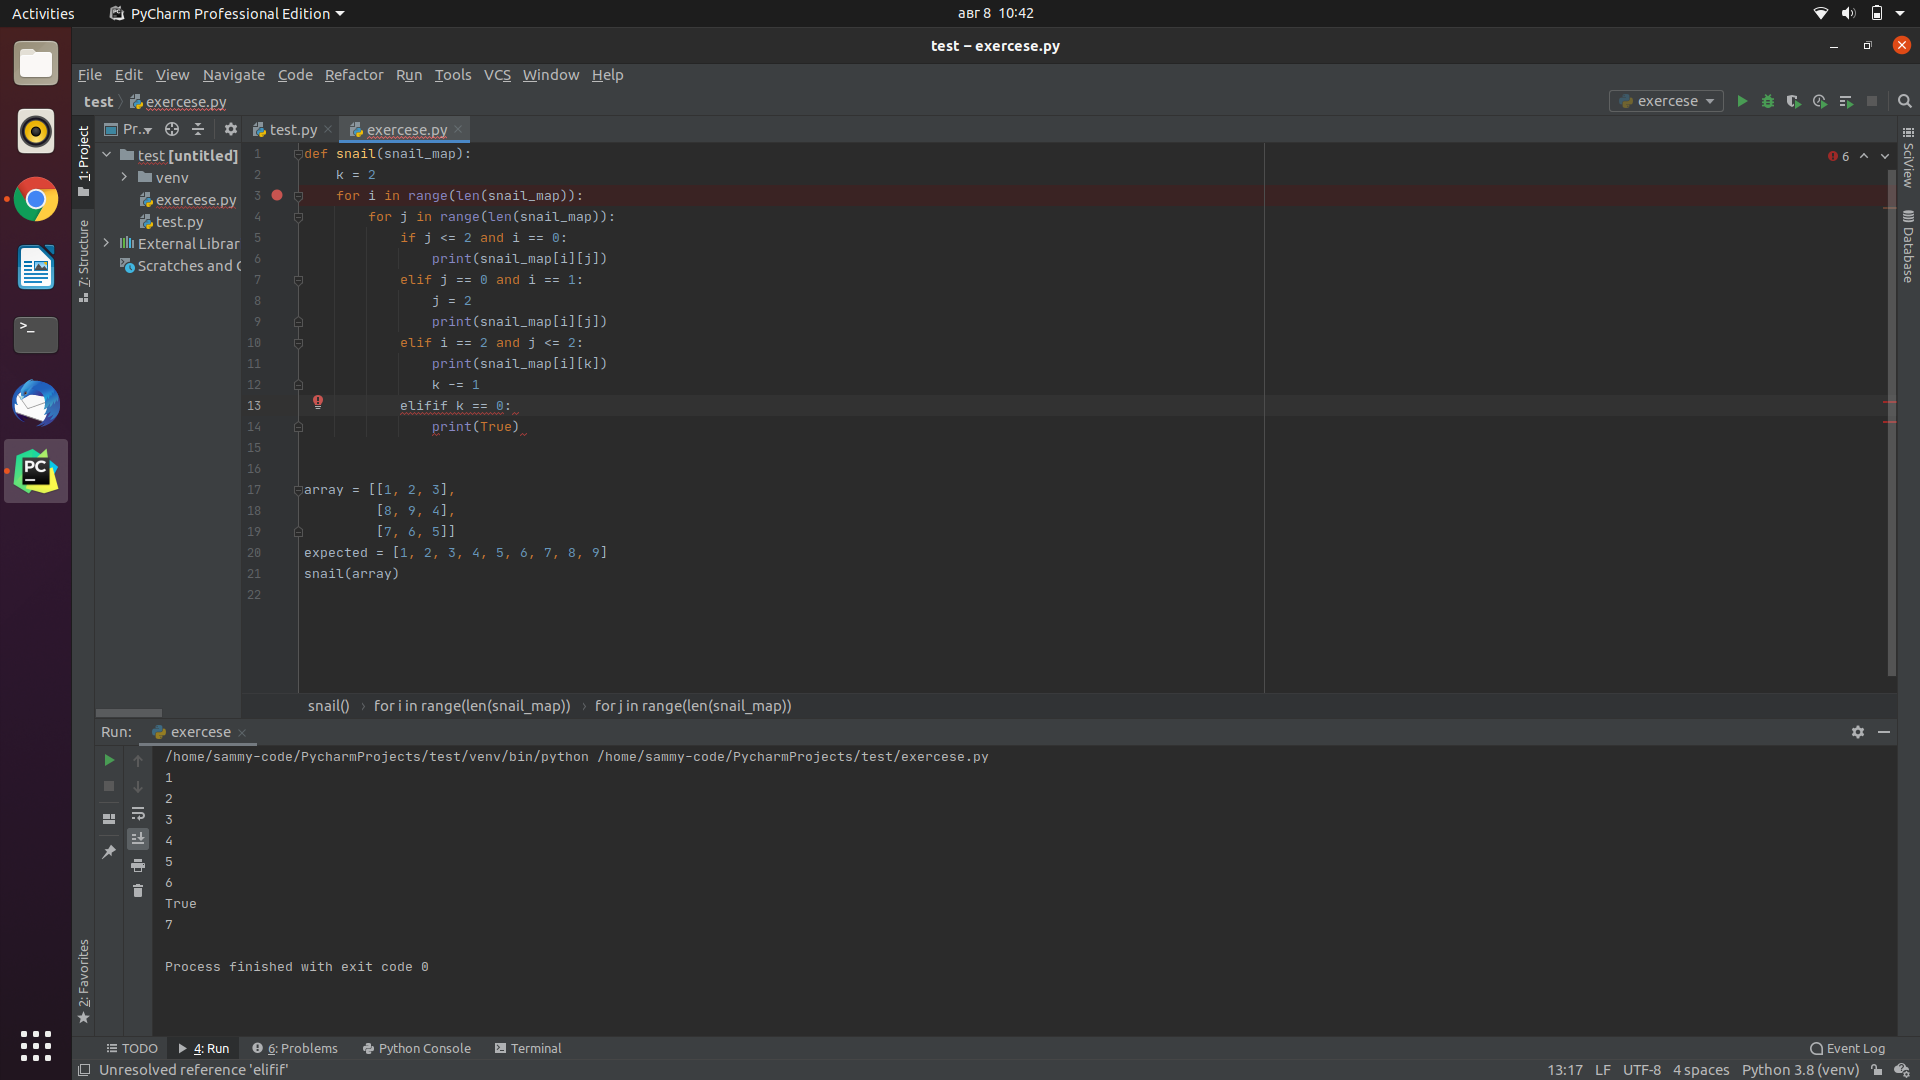 Activities
PyCharm Professional Edition
авг 8 10:42
test – exercese.py
File Edit View Navigate Code Refactor Run Tools VCS Window Help
test exercese.py
exercese
1: Project
Pr...
test.py
exercese.py
test [untitled]
venv
exercese.py
test.py
External Librar
Scratches and C
7: Structure
2: Favorites
SciView
Database
6
1 def snail(snail_map):
2 k = 2
3 for i in range(len(snail_map)):
4 for j in range(len(snail_map)):
5 if j <= 2 and i == 0:
6 print(snail_map[i][j])
7 elif j == 0 and i == 1:
8 j = 2
9 print(snail_map[i][j])
10 elif i == 2 and j <= 2:
11 print(snail_map[i][k])
12 k -= 1
13 elifif k == 0:
14 print(True)
15
16
17 array = [[1, 2, 3],
18 [8, 9, 4],
19 [7, 6, 5]]
20 expected = [1, 2, 3, 4, 5, 6, 7, 8, 9]
21 snail(array)
22
snail() › for i in range(len(snail_map)) › for j in range(len(snail_map))
Run: exercese
/home/sammy-code/PycharmProjects/test/venv/bin/python /home/sammy-code/PycharmProjects/test/exercese.py
1
2
3
4
5
6
True
7
Process finished with exit code 0
TODO 4: Run 6: Problems Python Console Terminal Event Log
Unresolved reference 'elifif' 13:17 LF UTF-8 4 spaces Python 3.8 (venv)
>_
PC